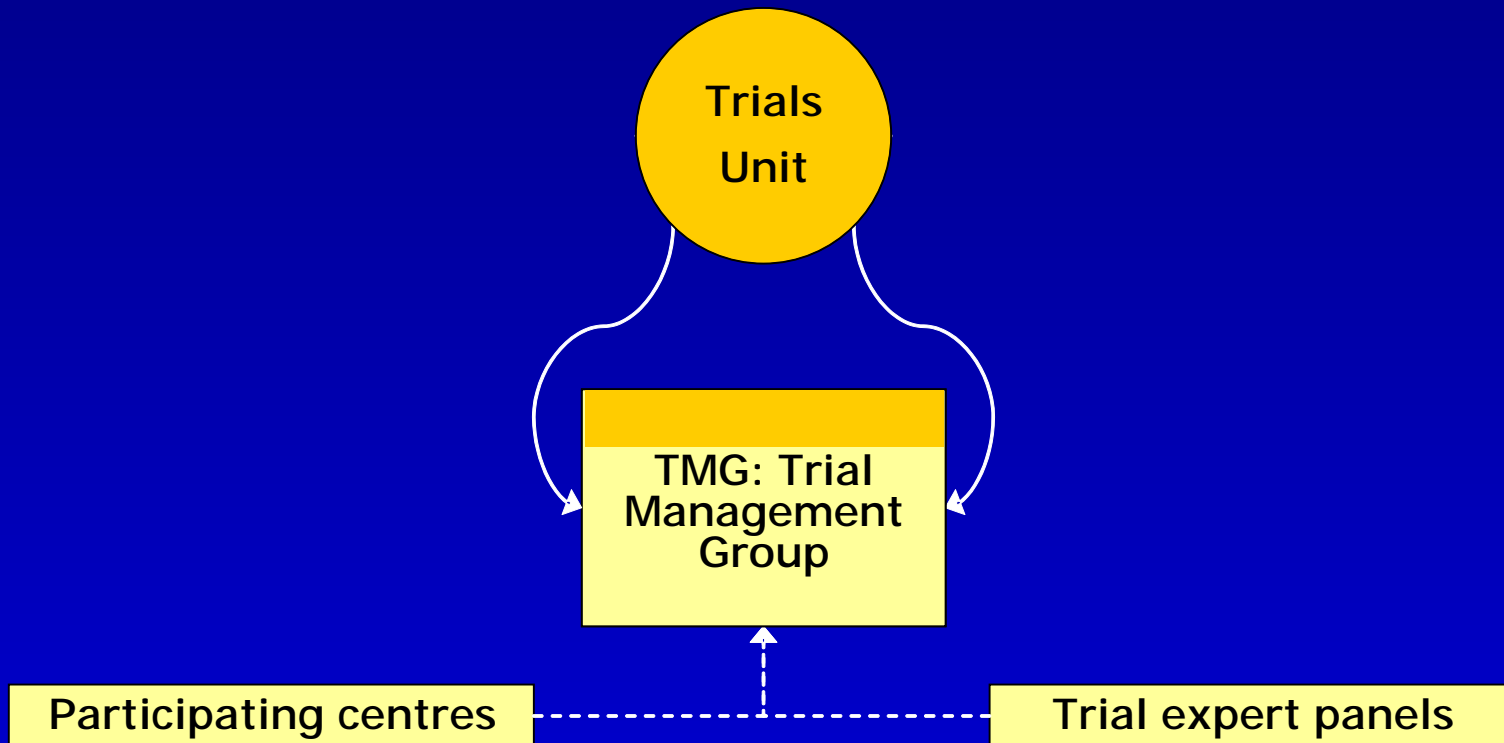 Trials
Unit
TMG: Trial
Management
Group
Participating centres
Trial expert panels